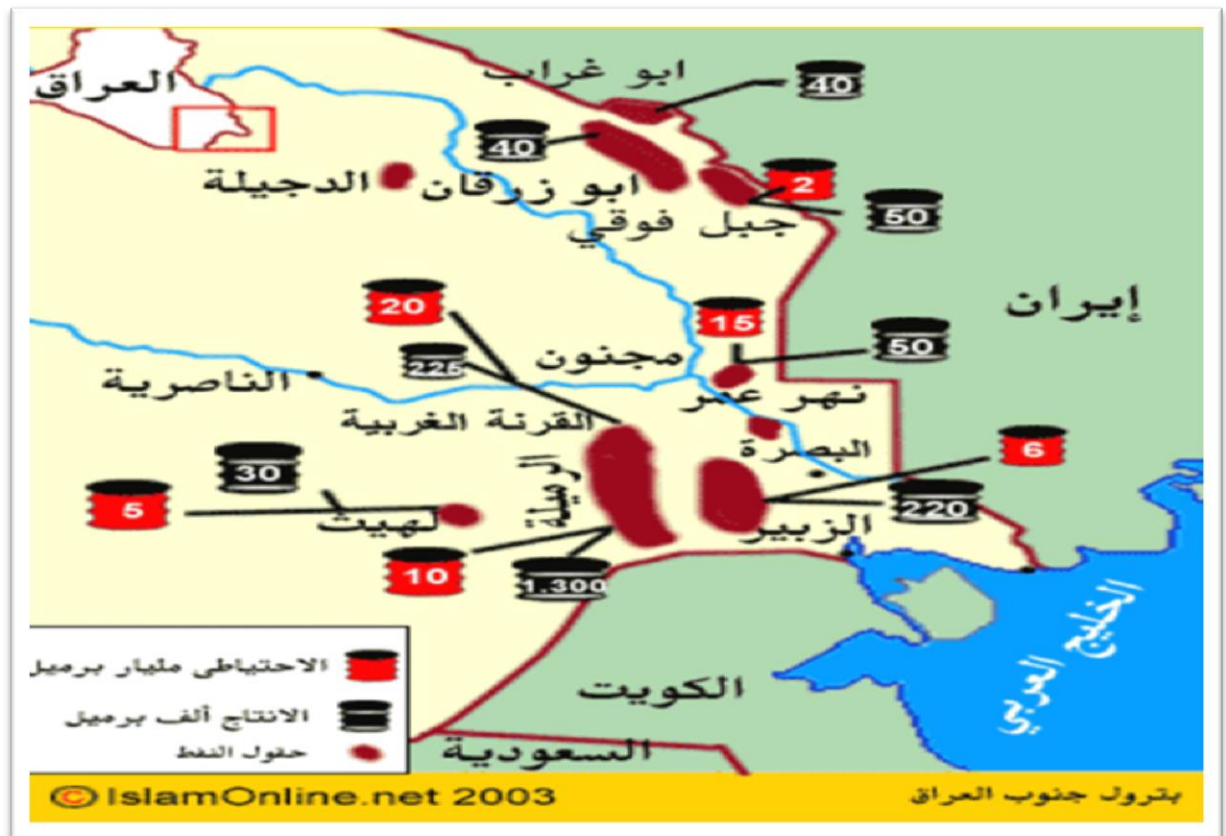 العراق
ابو غراب
40
40
2
الدجيلة
ابو زرقان
50
جبل فوقي
إيران
20
15
50
225
مجنون
الناصرية
نهر عمر
القرنة الغربية
البصرة
6
30
الرميلة
5
لهيث
220
الزبير
10
1.300
الخليج العربي
الاحتياطى مليار برميل
الكويت
الانتاج ألف برميل
حقول النفط
السعودية
بترول جنوب العراق
© IslamOnline.net 2003